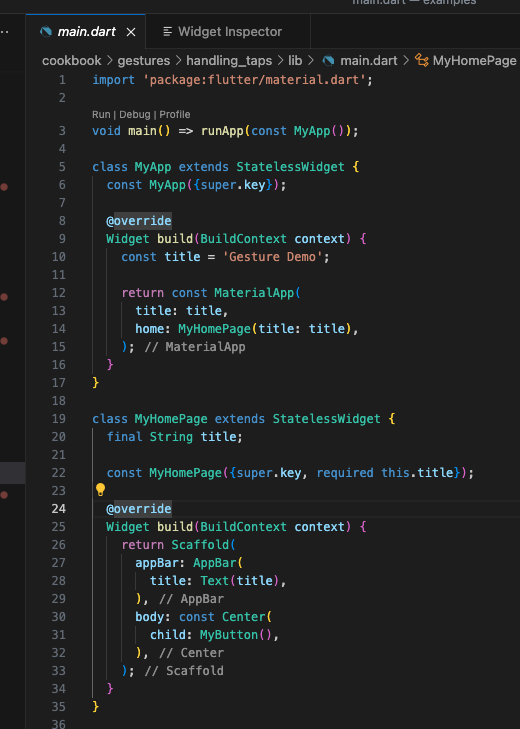 main.dart — examples
main.dart × Widget Inspector
cookbook > gestures > handling_taps > lib > main.dart > MyHomePage
1 import 'package:flutter/material.dart';
2
Run | Debug | Profile
3 void main() => runApp(const MyApp());
4
5 class MyApp extends StatelessWidget {
6 const MyApp({super.key});
7
8 @override
9 Widget build(BuildContext context) {
10 const title = 'Gesture Demo';
11
12 return const MaterialApp(
13 title: title,
14 home: MyHomePage(title: title),
15 ); // MaterialApp
16 }
17 }
18
19 class MyHomePage extends StatelessWidget {
20 final String title;
21
22 const MyHomePage({super.key, required this.title});
23
24 @override
25 Widget build(BuildContext context) {
26 return Scaffold(
27 appBar: AppBar(
28 title: Text(title),
29 ), // AppBar
30 body: const Center(
31 child: MyButton(),
32 ), // Center
33 ); // Scaffold
34 }
35 }
36